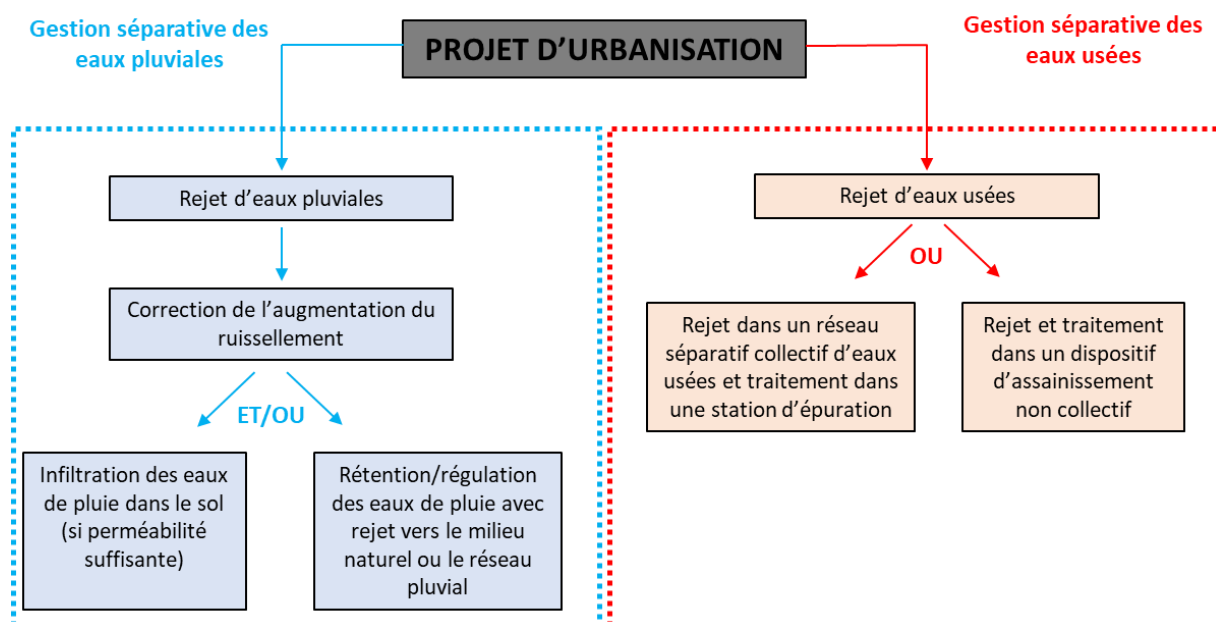 Gestion séparative des
eaux pluviales
PROJET D’URBANISATION
Gestion séparative des
eaux usées
Rejet d’eaux pluviales
Correction de l’augmentation du
ruissellement
ET/OU
Infiltration des eaux
de pluie dans le sol
(si perméabilité
suffisante)
Rétention/régulation
des eaux de pluie avec
rejet vers le milieu
naturel ou le réseau
pluvial
Rejet d’eaux usées
OU
Rejet dans un réseau
séparatif collectif d’eaux
usées et traitement dans
une station d’épuration
Rejet et traitement
dans un dispositif
d’assainissement
non collectif